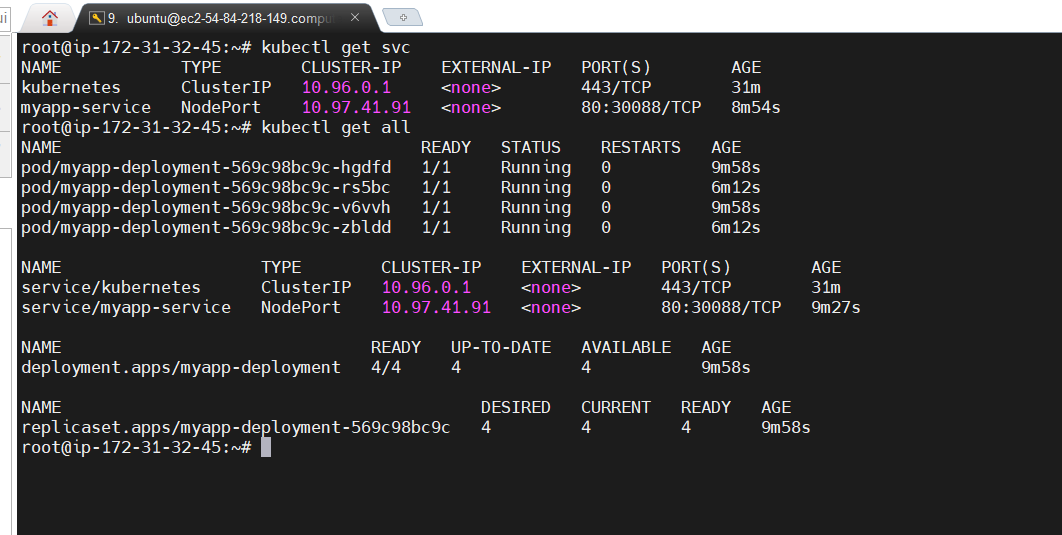 ui
9. ubuntu@ec2-54-84-218-149.compu
root@ip-172-31-32-45:~# kubectl get svc
NAME TYPE CLUSTER-IP EXTERNAL-IP PORT(S) AGE
kubernetes ClusterIP 10.96.0.1 <none> 443/TCP 31m
myapp-service NodePort 10.97.41.91 <none> 80:30088/TCP 8m54s
root@ip-172-31-32-45:~# kubectl get all
NAME READY STATUS RESTARTS AGE
pod/myapp-deployment-569c98bc9c-hgdfd 1/1 Running 0 9m58s
pod/myapp-deployment-569c98bc9c-rs5bc 1/1 Running 0 6m12s
pod/myapp-deployment-569c98bc9c-v6vvh 1/1 Running 0 9m58s
pod/myapp-deployment-569c98bc9c-zbldd 1/1 Running 0 6m12s
NAME TYPE CLUSTER-IP EXTERNAL-IP PORT(S) AGE
service/kubernetes ClusterIP 10.96.0.1 <none> 443/TCP 31m
service/myapp-service NodePort 10.97.41.91 <none> 80:30088/TCP 9m27s
NAME READY UP-TO-DATE AVAILABLE AGE
deployment.apps/myapp-deployment 4/4 4 4 9m58s
NAME DESIRED CURRENT READY AGE
replicaset.apps/myapp-deployment-569c98bc9c 4 4 4 9m58s
root@ip-172-31-32-45:~#